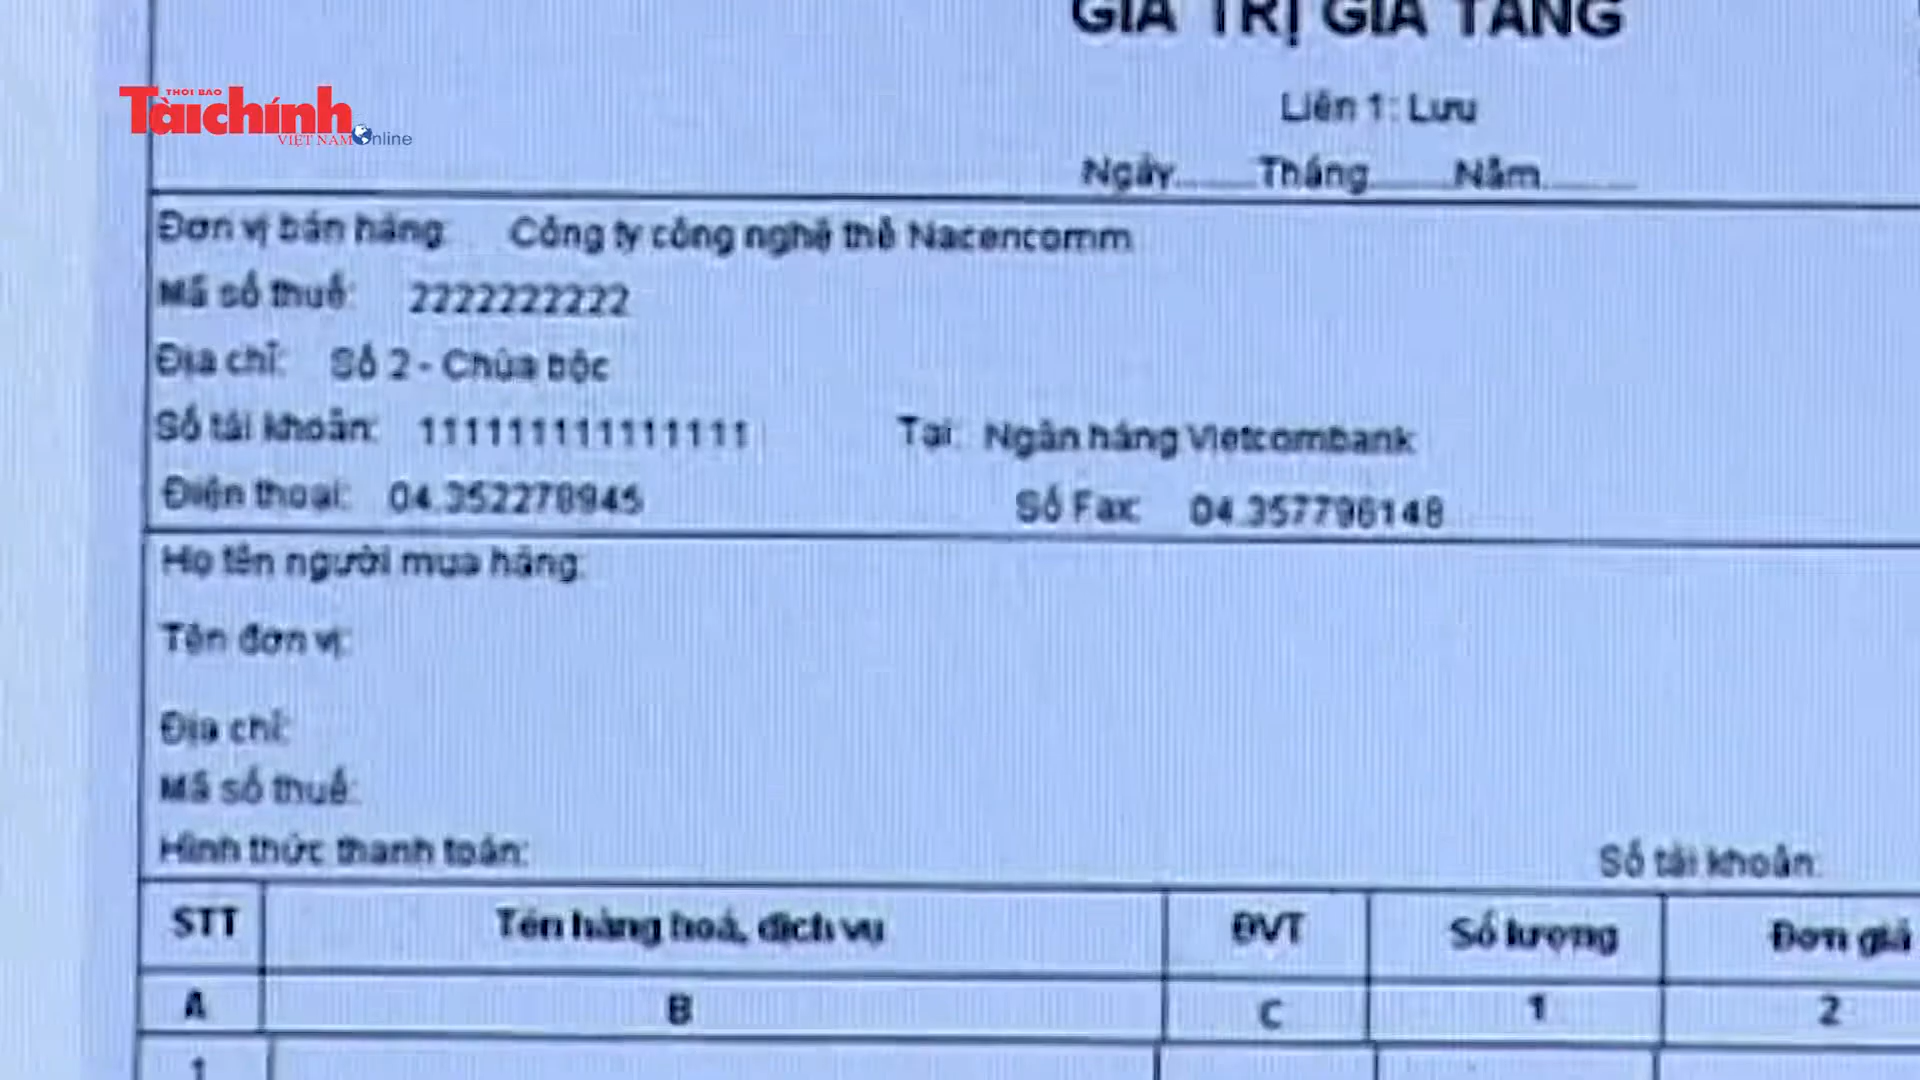 GIÁ TRỊ GIA TĂNG
THỜI BÁO
Tàichính
VIỆT NAM Online
Liên 1: Lưu
Ngày........Tháng........Năm.........
Đơn vị bán hàng: Công ty công nghệ thẻ Nacencomm
Mã số thuế: 2222222222
Địa chỉ: Số 2 - Chùa bộc
Số tài khoản: 111111111111111 Tại: Ngân hàng Vietcombank
Điện thoại: 04.352278945 Số Fax: 04.357796148
Họ tên người mua hàng:
Tên đơn vị:
Địa chỉ:
Mã số thuế:
Hình thức thanh toán: Số tài khoản:
STT Tên hàng hoá, dịch vụ ĐVT Số lượng Đơn giá
A B C 1 2
1